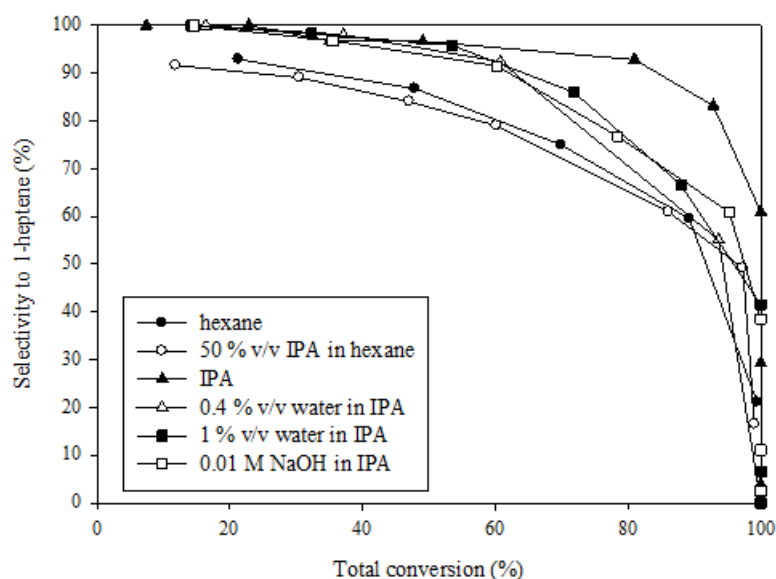 Selectivity to 1-heptene (%)
100
90
80
70
60
50
40
30
20
10
0
hexane
50 % v/v IPA in hexane
IPA
0.4 % v/v water in IPA
1 % v/v water in IPA
0.01 M NaOH in IPA
0 20 40 60 80 100
Total conversion (%)